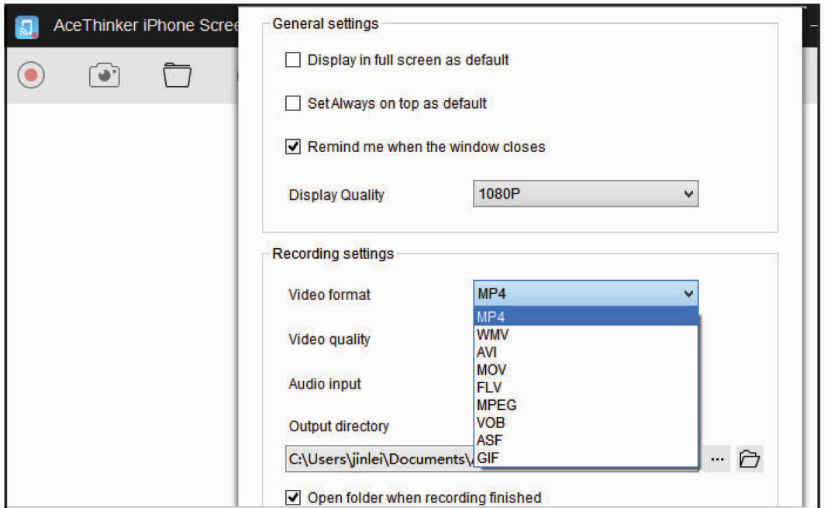 AceThinker iPhone Scree
General settings
Display in full screen as default
Set Always on top as default
Remind me when the window closes
Display Quality 1080P
Recording settings
Video format MP4
MP4
WMV
Video quality
AVI
MOV
Audio input
FLV
MPEG
Output directory
VOB
ASF
C:\Users\jinlei\Documents\ ...
GIF
Open folder when recording finished